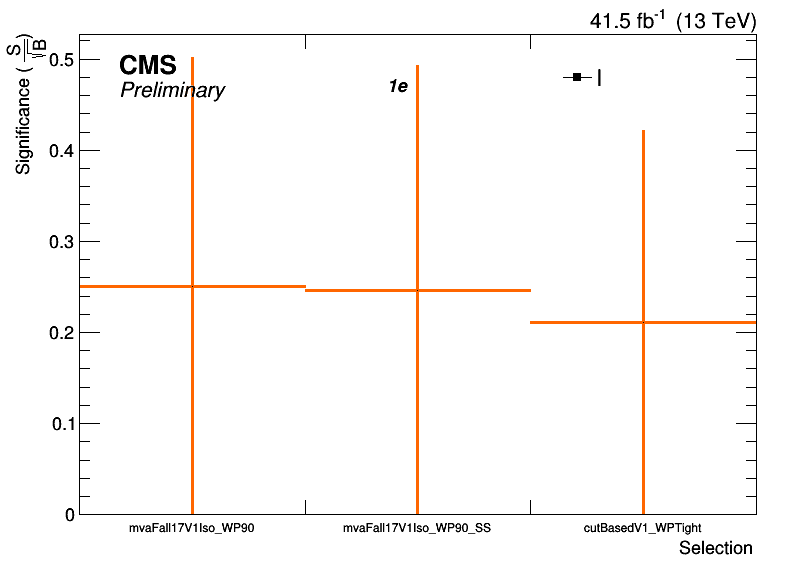 41.5 fb⁻¹ (13 TeV)
Significance ( S/√B )
CMS
Preliminary
1e
l
0.5
0.4
0.3
0.2
0.1
0
mvaFall17V1Iso_WP90
mvaFall17V1Iso_WP90_SS
cutBasedV1_WPTight
Selection